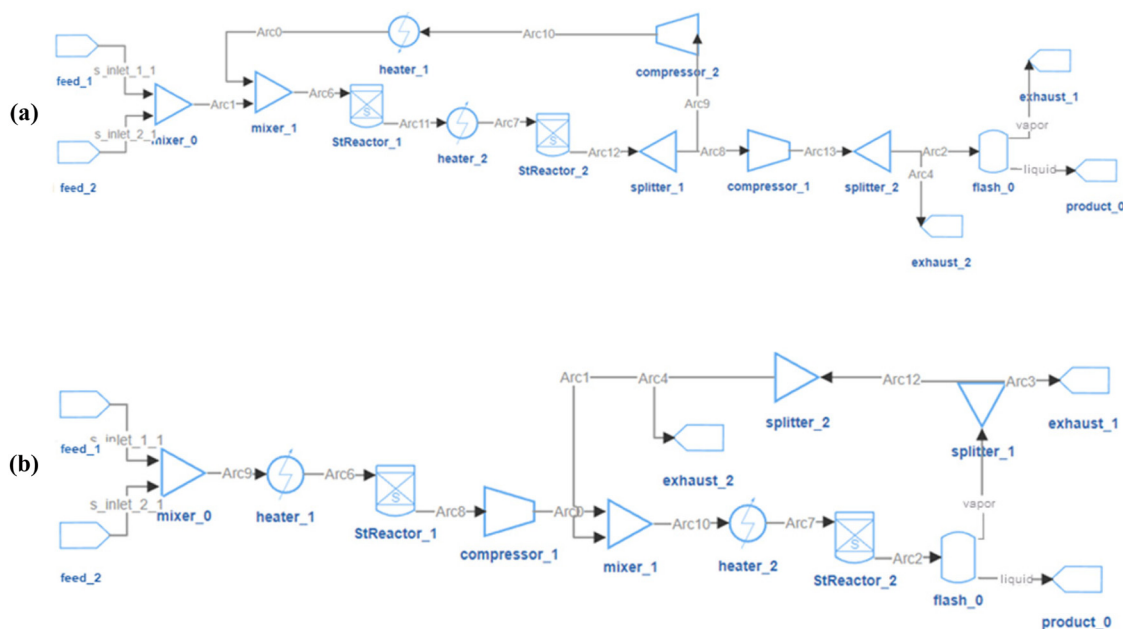 (a)
feed_1
s_inlet_1_1
feed_2
s_inlet_2_1
mixer_0
Arc1
Arc0
mixer_1
Arc6
StReactor_1
Arc11
heater_1
Arc10
compressor_2
Arc9
heater_2
Arc7
StReactor_2
Arc12
splitter_1
Arc8
compressor_1
Arc13
splitter_2
Arc2
Arc4
exhaust_2
flash_0
vapor
exhaust_1
liquid
product_0
(b)
feed_1
s_inlet_1_1
feed_2
s_inlet_2_1
mixer_0
Arc9
heater_1
Arc6
StReactor_1
Arc8
compressor_1
Arc1
Arc4
exhaust_2
splitter_2
Arc12
Arc3
exhaust_1
splitter_1
mixer_1
Arc10
heater_2
Arc7
StReactor_2
Arc2
flash_0
vapor
liquid
product_0